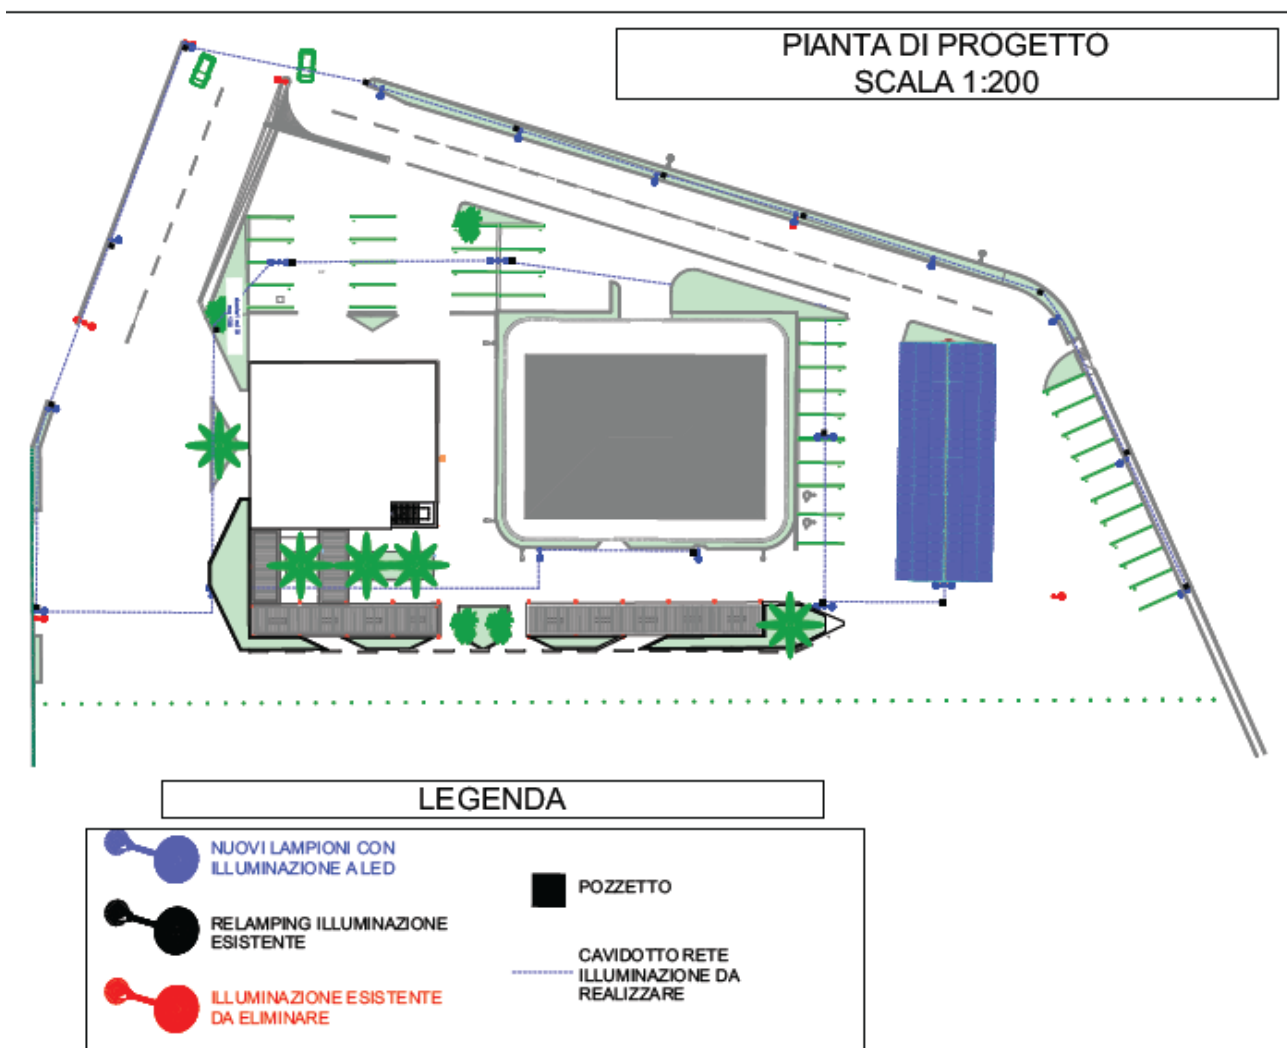 PIANTA DI PROGETTO
SCALA 1:200
LEGENDA
NUOVI LAMPIONI CON
ILLUMINAZIONE A LED
RELAMPING ILLUMINAZIONE
ESISTENTE
ILLUMINAZIONE ESISTENTE
DA ELIMINARE
POZZETTO
CAVIDOTTO RETE
ILLUMINAZIONE DA
REALIZZARE